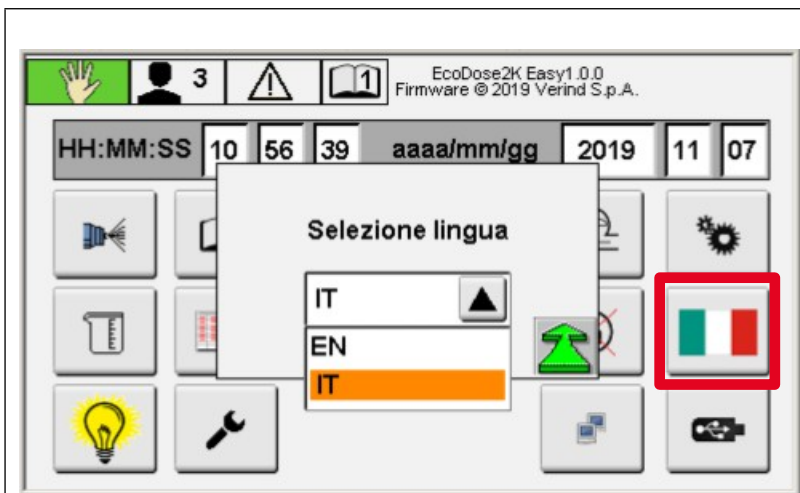 3 1 EcoDose2K Easy1.0.0
Firmware © 2019 Verind S.p.A.
HH:MM:SS 10 56 39 aaaa/mm/gg 2019 11 07
Selezione lingua
IT
EN
IT